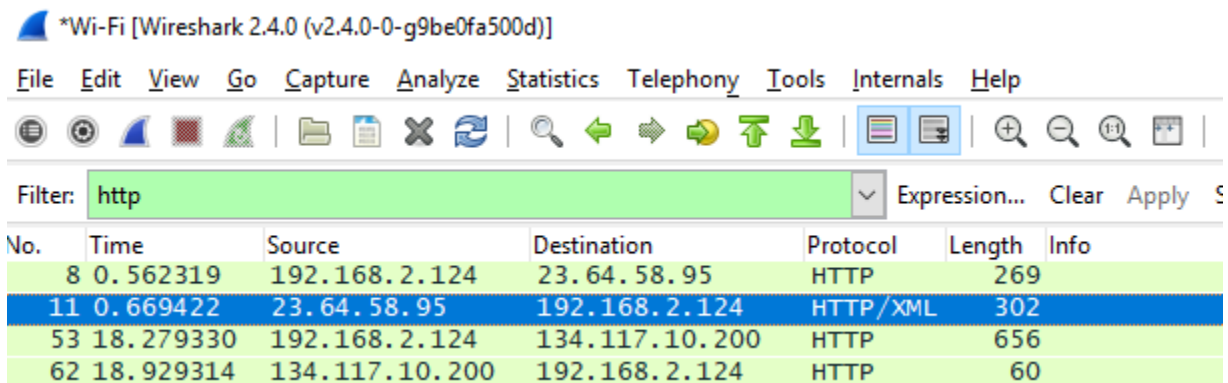 *Wi-Fi [Wireshark 2.4.0 (v2.4.0-0-g9be0fa500d)]
File Edit View Go Capture Analyze Statistics Telephony Tools Internals Help
Filter: http Expression... Clear Apply S
No. Time Source Destination Protocol Length Info
8 0.562319 192.168.2.124 23.64.58.95 HTTP 269
11 0.669422 23.64.58.95 192.168.2.124 HTTP/XML 302
53 18.279330 192.168.2.124 134.117.10.200 HTTP 656
62 18.929314 134.117.10.200 192.168.2.124 HTTP 60